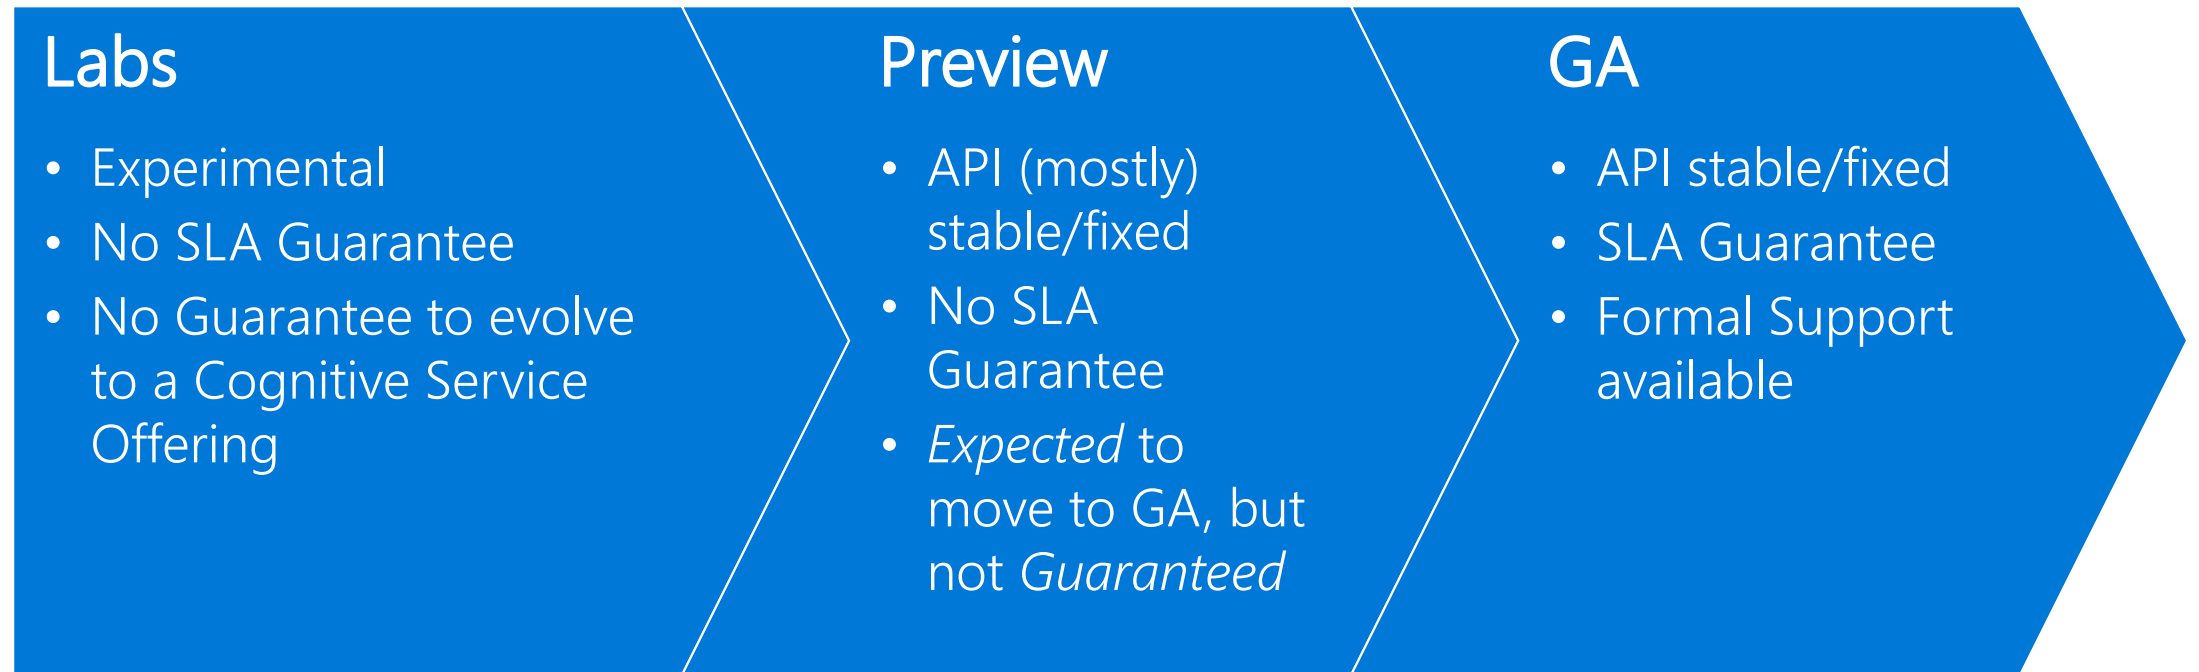 Labs
• Experimental
• No SLA Guarantee
• No Guarantee to evolve
to a Cognitive Service
Offering
Preview
• API (mostly)
stable/fixed
• No SLA
Guarantee
• Expected to
move to GA, but
not Guaranteed
GA
• API stable/fixed
• SLA Guarantee
• Formal Support
available